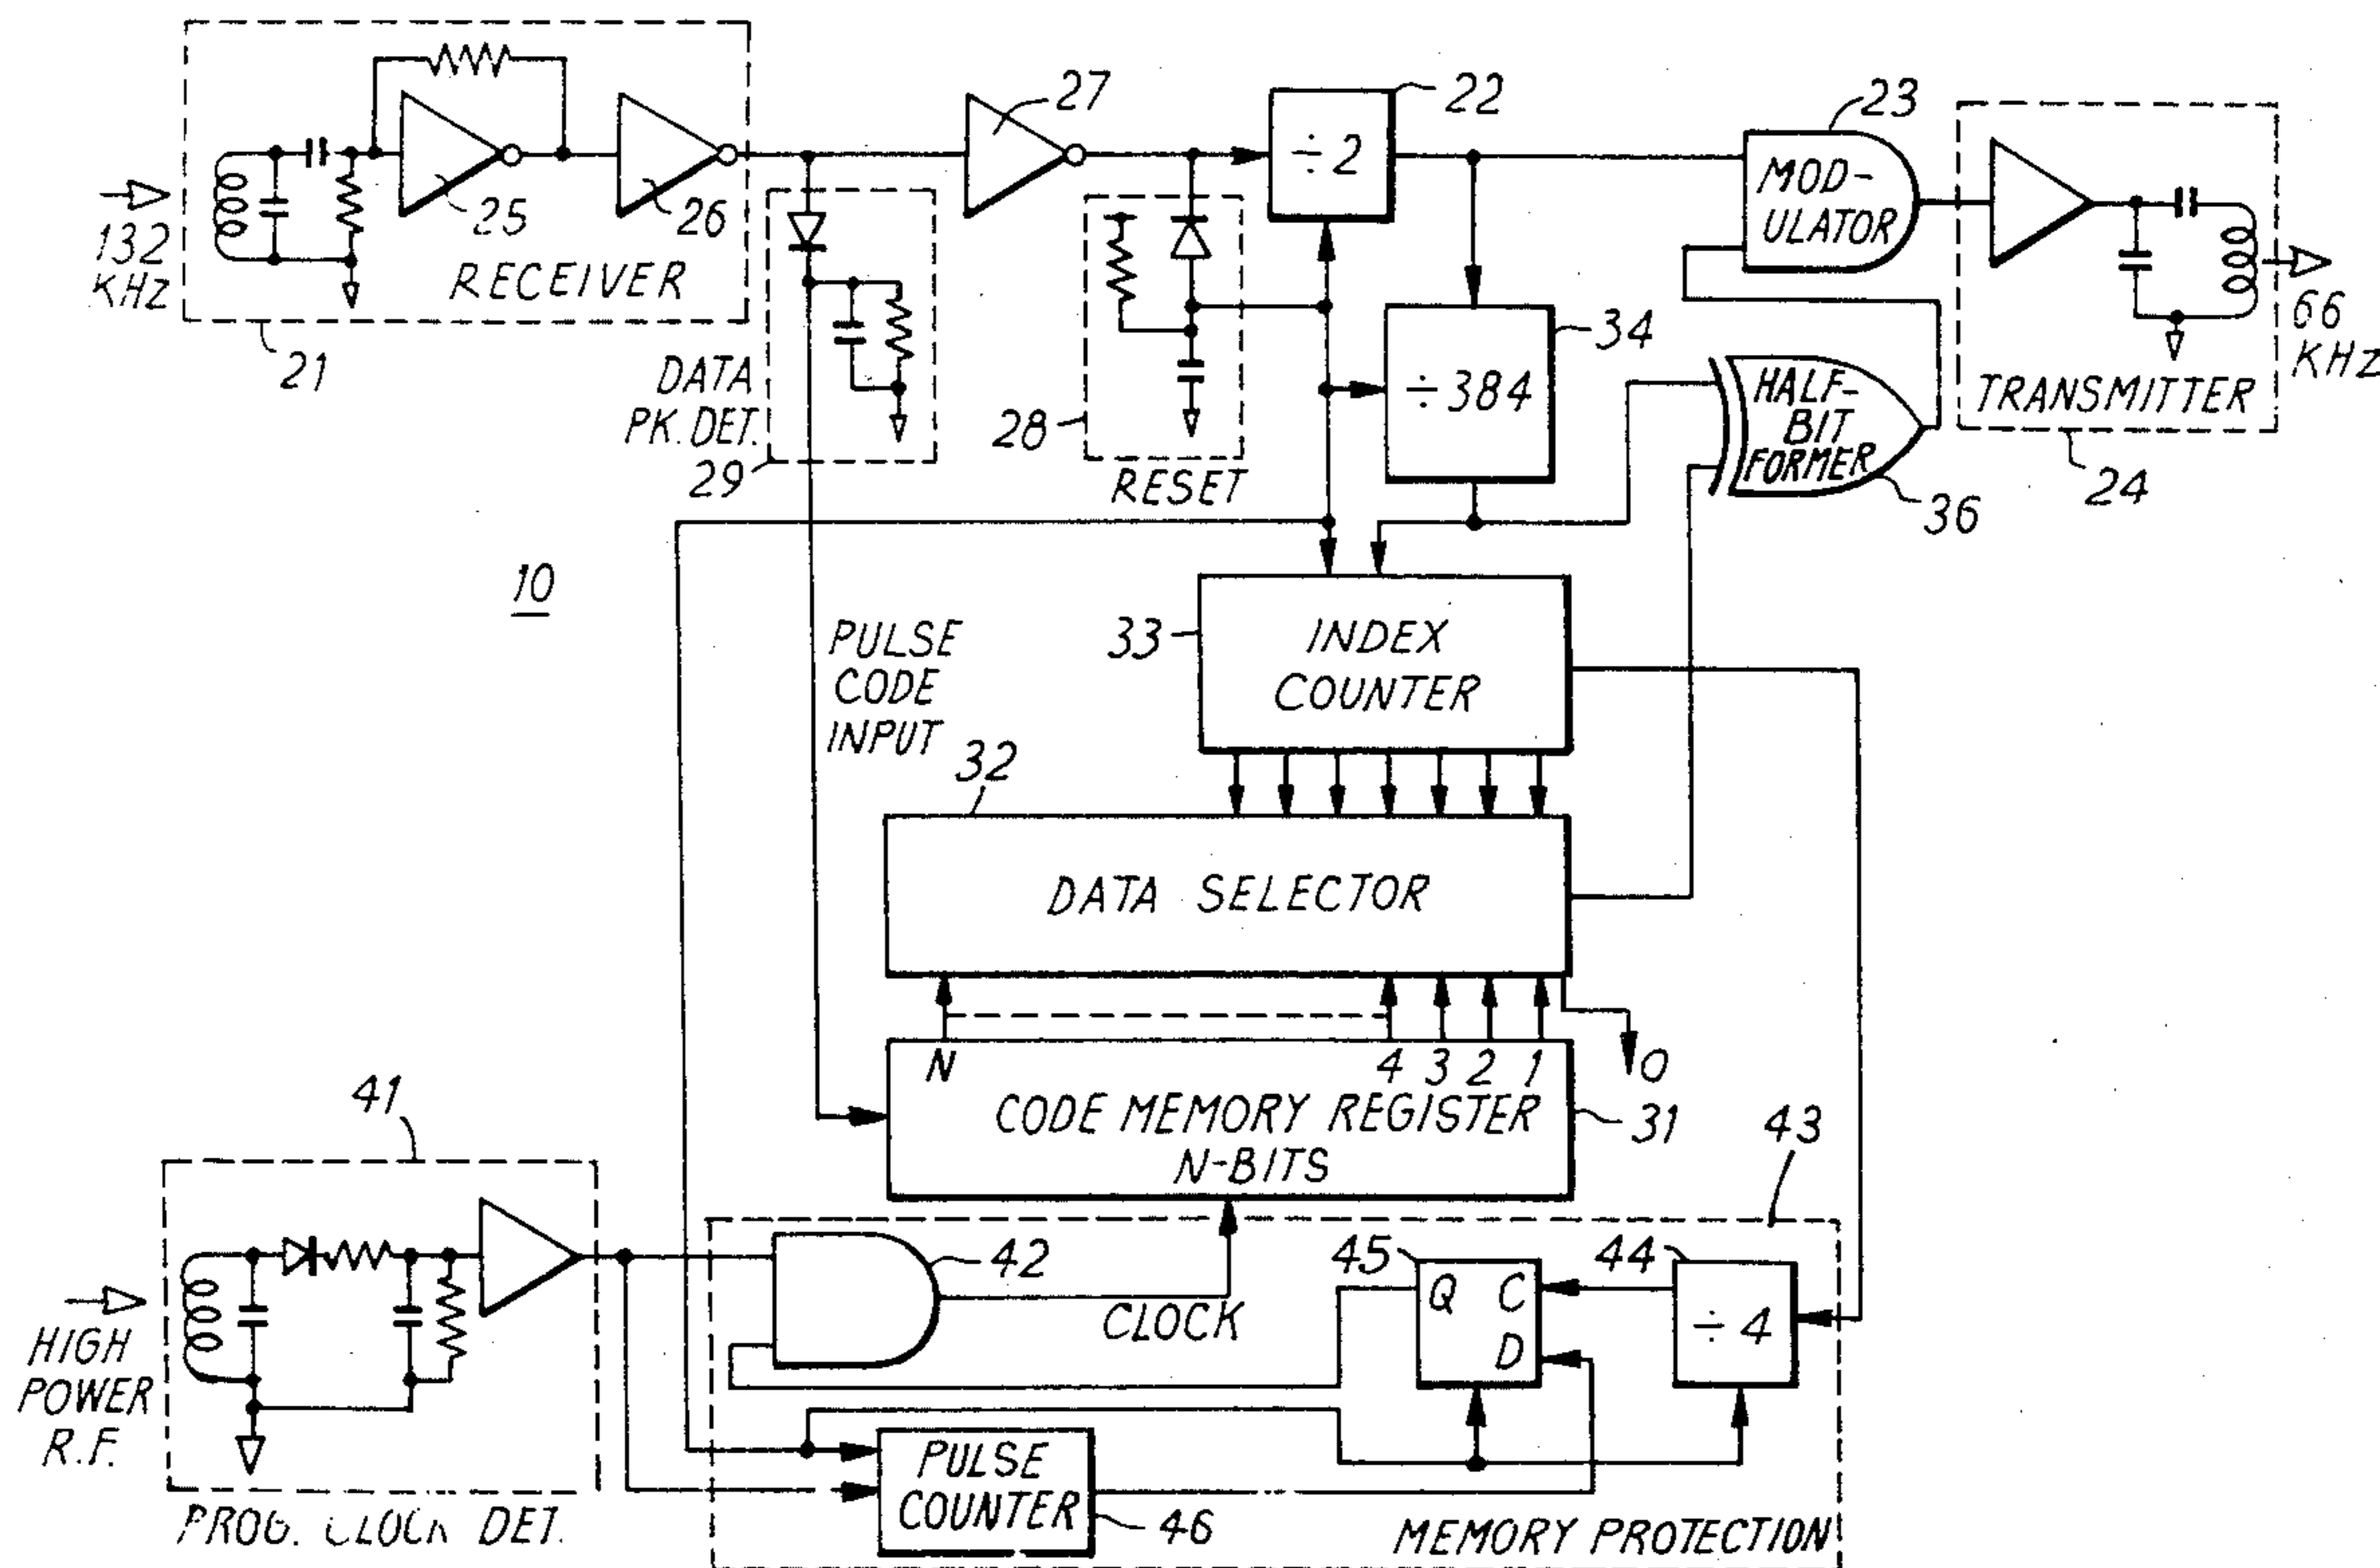 132
KHZ
25
26
RECEIVER
21
27
22
÷2
23
MOD-
ULATOR
66
KHZ
TRANSMITTER
24
DATA
PK. DET.
29
28
RESET
34
÷384
HALF-
BIT
FORMER
36
10
PULSE
CODE
INPUT
33
INDEX
COUNTER
32
DATA SELECTOR
N 4 3 2 1 0
CODE MEMORY REGISTER
N-BITS
31
41
43
42
CLOCK
45
Q C
D
44
÷4
HIGH
POWER
R.F.
PROG. CLOCK DET.
PULSE
COUNTER
46
MEMORY PROTECTION